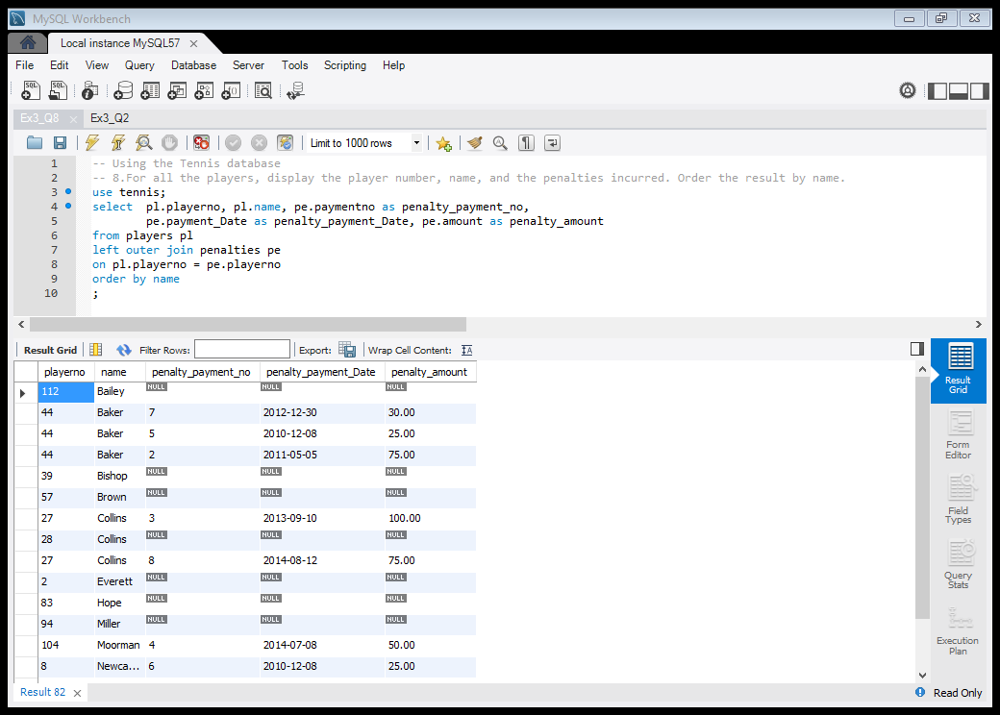 MySQL Workbench
Local instance MySQL57
File Edit View Query Database Server Tools Scripting Help
Ex3_Q8 Ex3_Q2
Limit to 1000 rows
1 -- Using the Tennis database
2 -- 8.For all the players, display the player number, name, and the penalties incurred. Order the result by name.
3 use tennis;
4 select pl.playerno, pl.name, pe.paymentno as penalty_payment_no,
5 pe.payment_Date as penalty_payment_Date, pe.amount as penalty_amount
6 from players pl
7 left outer join penalties pe
8 on pl.playerno = pe.playerno
9 order by name
10 ;
Result Grid Filter Rows: Export: Wrap Cell Content:
playerno name penalty_payment_no penalty_payment_Date penalty_amount
112 Bailey NULL NULL NULL
44 Baker 7 2012-12-30 30.00
44 Baker 5 2010-12-08 25.00
44 Baker 2 2011-05-05 75.00
39 Bishop NULL NULL NULL
57 Brown NULL NULL NULL
27 Collins 3 2013-09-10 100.00
28 Collins NULL NULL NULL
27 Collins 8 2014-08-12 75.00
2 Everett NULL NULL NULL
83 Hope NULL NULL NULL
94 Miller NULL NULL NULL
104 Moorman 4 2014-07-08 50.00
8 Newca... 6 2010-12-08 25.00
Result
Grid
Form
Editor
Field
Types
Query
Stats
Execution
Plan
Result 82
Read Only